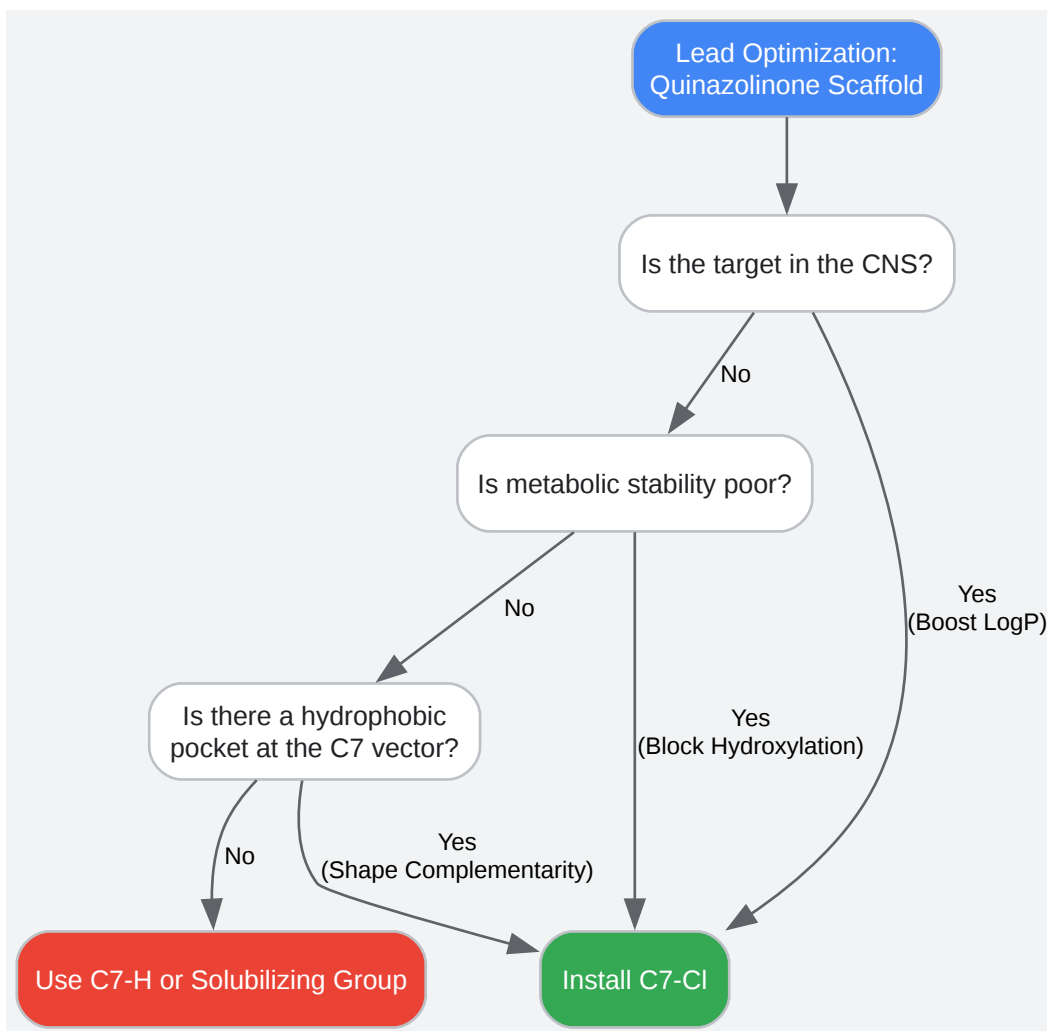 Lead Optimization:
Quinazolinone Scaffold
Is the target in the CNS?
No
Is metabolic stability poor?
Yes
(Boost LogP)
No
Is there a hydrophobic
pocket at the C7 vector?
Yes
(Block Hydroxylation)
No
Yes
(Shape Complementarity)
Use C7-H or Solubilizing Group
Install C7-Cl